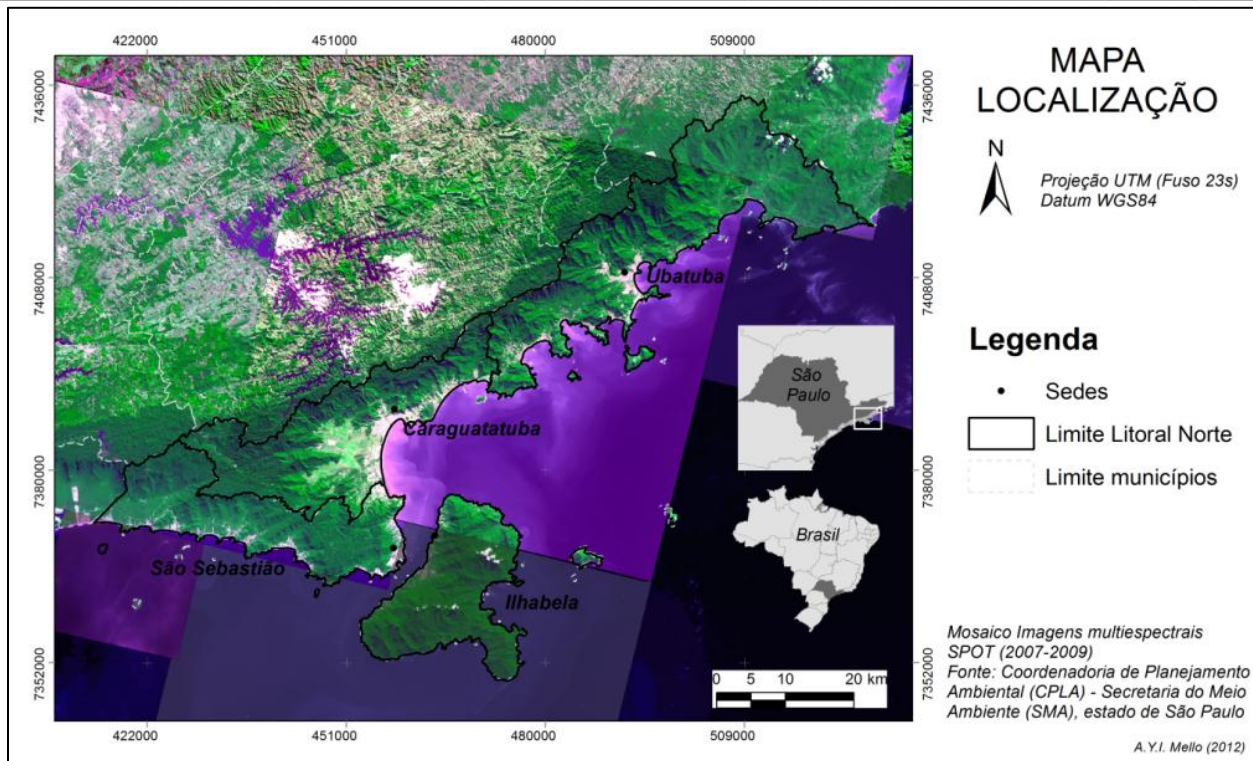 422000 451000 480000 509000
7436000 7436000
7408000 7408000
7380000 7380000
7352000 7352000
Ubatuba
Caraguatatuba
São Sebastião
Ilhabela
São
Paulo
Brasil
0 5 10 20 km
422000 451000 480000 509000
MAPA
LOCALIZAÇÃO
N
Projeção UTM (Fuso 23s)
Datum WGS84
Legenda
Sedes
Limite Litoral Norte
Limite municípios
Mosaico Imagens multiespectrais
SPOT (2007-2009)
Fonte: Coordenadoria de Planejamento
Ambiental (CPLA) - Secretaria do Meio
Ambiente (SMA), estado de São Paulo
A.Y.I. Mello (2012)